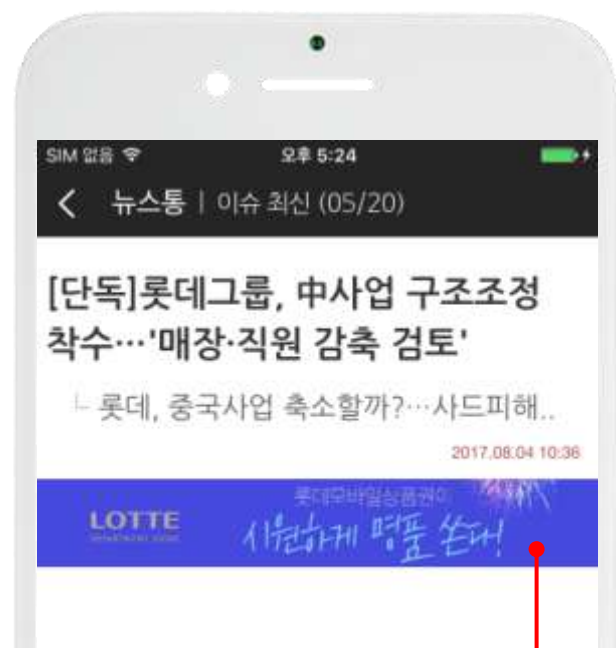 SIM 없음 오후 5:24
뉴스통 | 이슈 최신 (05/20)
[단독]롯데그룹, 中사업 구조조정
착수…'매장·직원 감축 검토'
└ 롯데, 중국사업 축소할까?…사드피해..
2017.08.04 10:36
롯데모바일상품권이
LOTTE
시원하게 명품 쏜다!